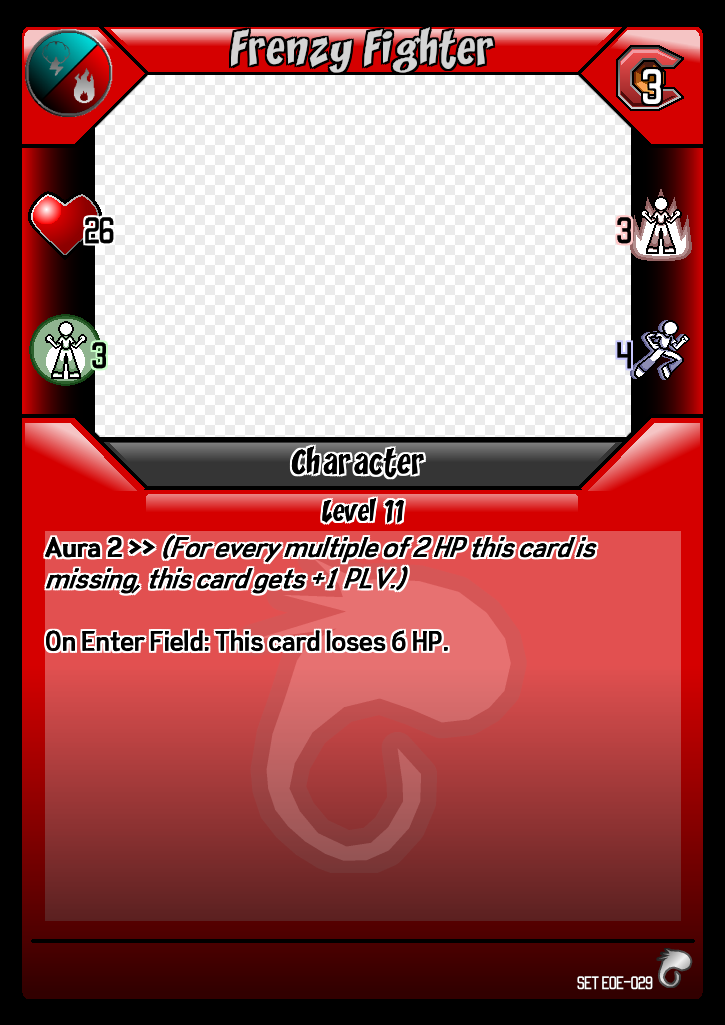 Frenzy Fighter
3
26
3
3
4
Character
Level 11
Aura 2 >> (For every multiple of 2 HP this card is
missing, this card gets +1 PLV.)
On Enter Field: This card loses 6 HP.
SET EOE-029